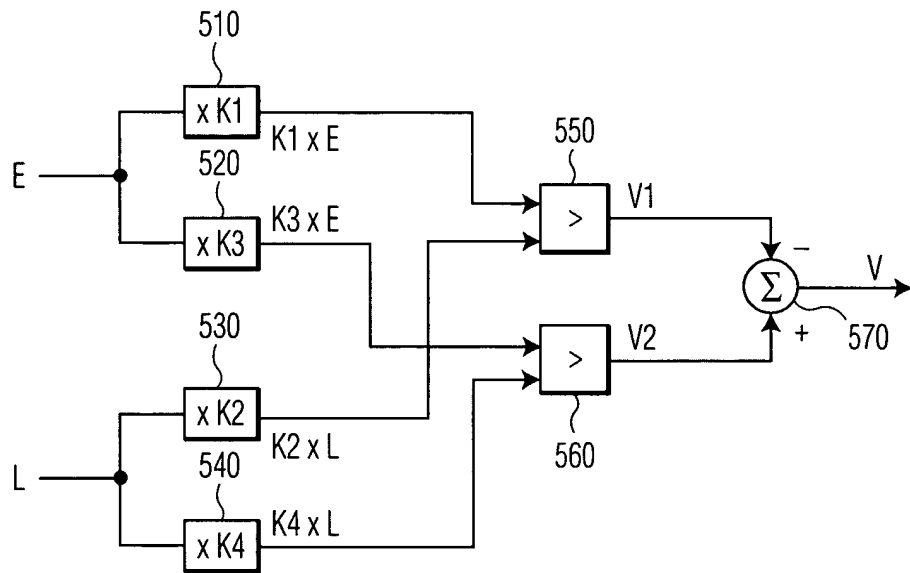 510
x K1
K1 x E
550
E
520
V1
>
K3 x E
x K3
−
V
Σ
570
530
+
V2
>
x K2
K2 x L
560
L
540
K4 x L
x K4